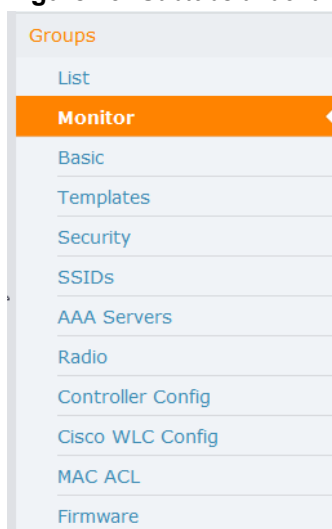 Groups
List
Monitor
Basic
Templates
Security
SSIDs
AAA Servers
Radio
Controller Config
Cisco WLC Config
MAC ACL
Firmware